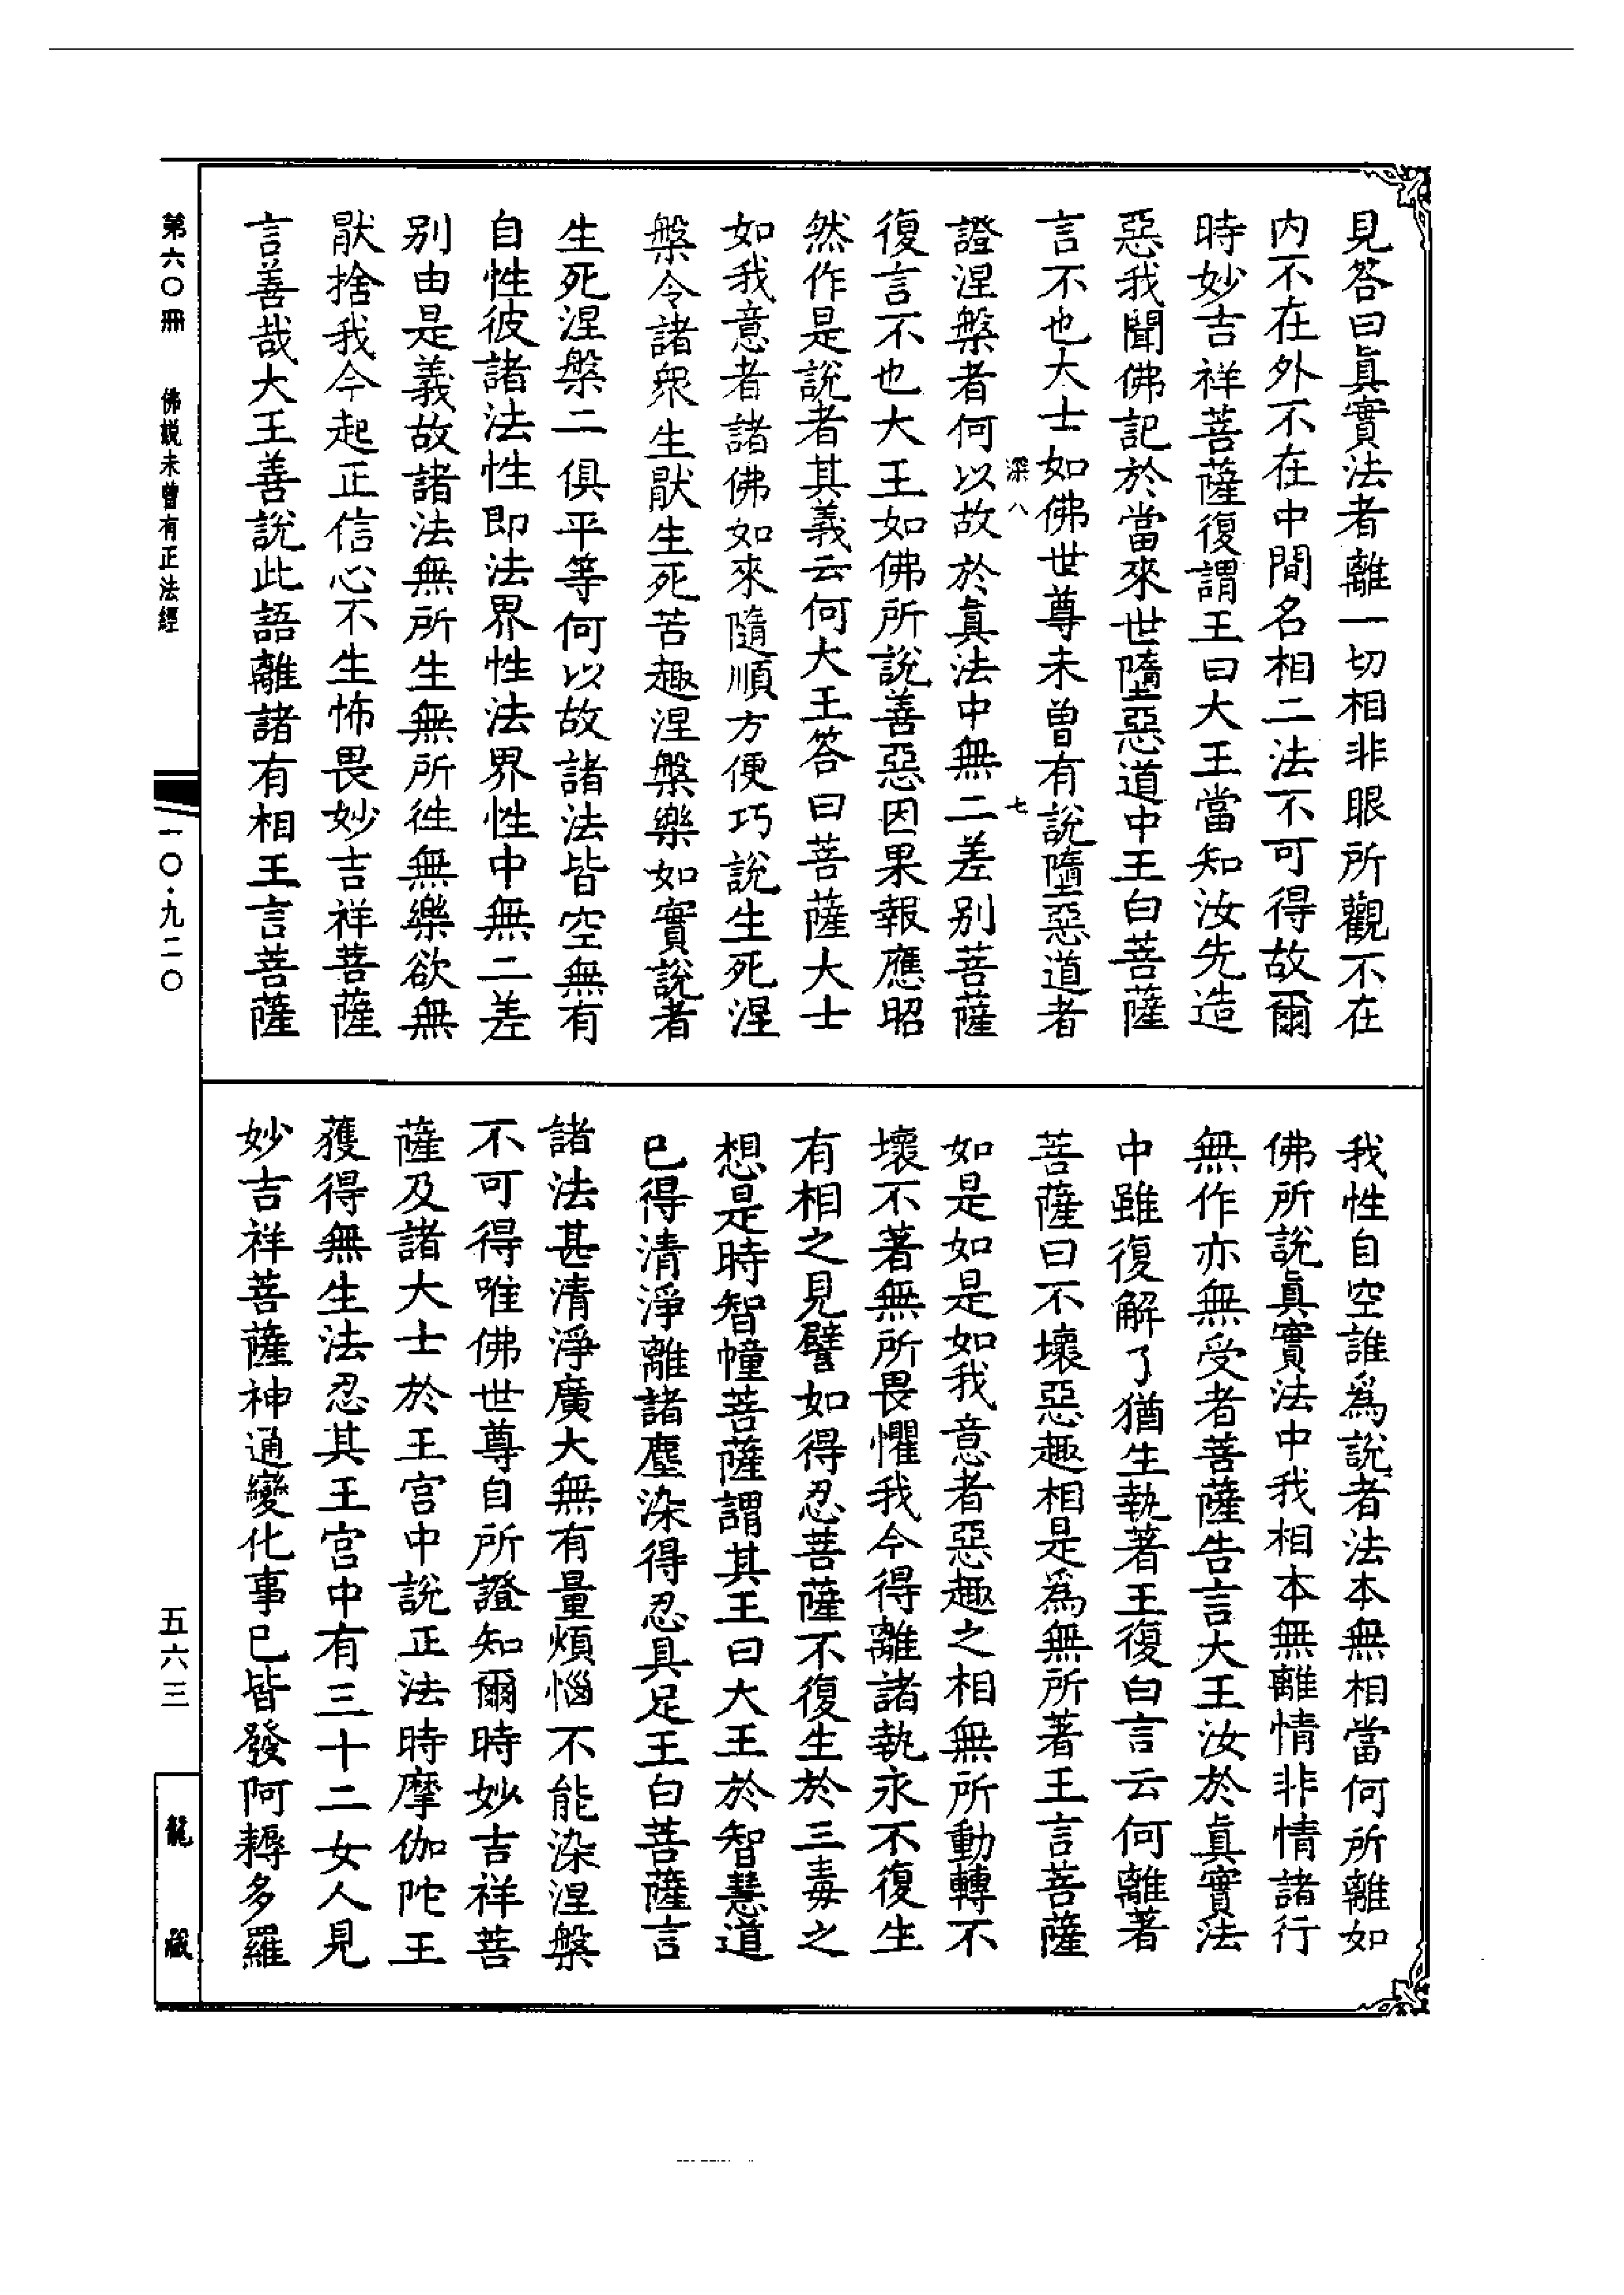 見答曰眞實法者離一切相非眼所觀不在
内不在外不在中間名相二法不可得故爾
時妙吉祥菩薩復謂王曰大王當知汝先造
惡我聞佛記於當來世墮惡道中王白菩薩
言不也大士如佛世尊未曾有說墮惡道者
深八 七
證涅槃者何以故於眞法中無二差别菩薩
復言不也大王如佛所說善惡因果報應昭
然作是說者其義云何大王答曰菩薩大士
如我意者諸佛如來隨順方便巧說生死涅
槃令諸衆生猒生死苦趣涅槃樂如實說者
生死涅槃二俱平等何以故諸法皆空無有
自性彼諸法性即法界性法界性中無二差
别由是義故諸法無所生無所徃無樂欲無
猒捨我今起正信心不生怖畏妙吉祥菩薩
言善哉大王善說此語離諸有相王言菩薩
我性自空誰爲說者法本無相當何所離如
佛所說眞實法中我相本無離情非情諸行
無作亦無受者菩薩告言大王汝於眞實法
中雖復解了猶生執著王復白言云何離著
菩薩曰不壞惡趣相是爲無所著王言菩薩
如是如是如我意者惡趣之相無所動轉不
壞不著無所畏懼我今得離諸執永不復生
有相之見譬如得忍菩薩不復生於三毒之
想是時智幢菩薩謂其王曰大王於智慧道
已得清淨離諸塵染得忍具足王白菩薩言
諸法甚清淨廣大無有量煩惱不能染涅槃
不可得唯佛世尊自所證知爾時妙吉祥菩
薩及諸大士於王宫中說正法時摩伽陀王
獲得無生法忍其王宫中有三十二女人見
妙吉祥菩薩神通變化事已皆發阿耨多羅
第六〇冊 佛説未曾有正法經
一〇·九二〇
五六三
龍藏